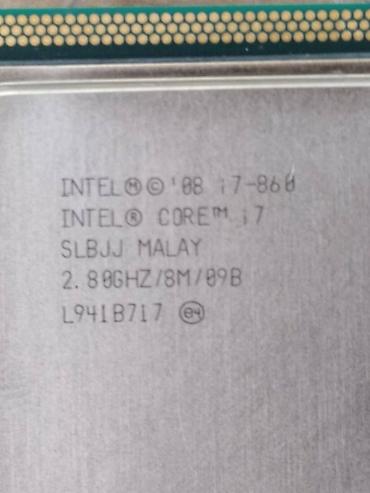 INTEL®©'08 i7-860
INTEL® CORE™ i7
SLBJJ MALAY
2.80GHZ/8M/09B
L941B717 e4